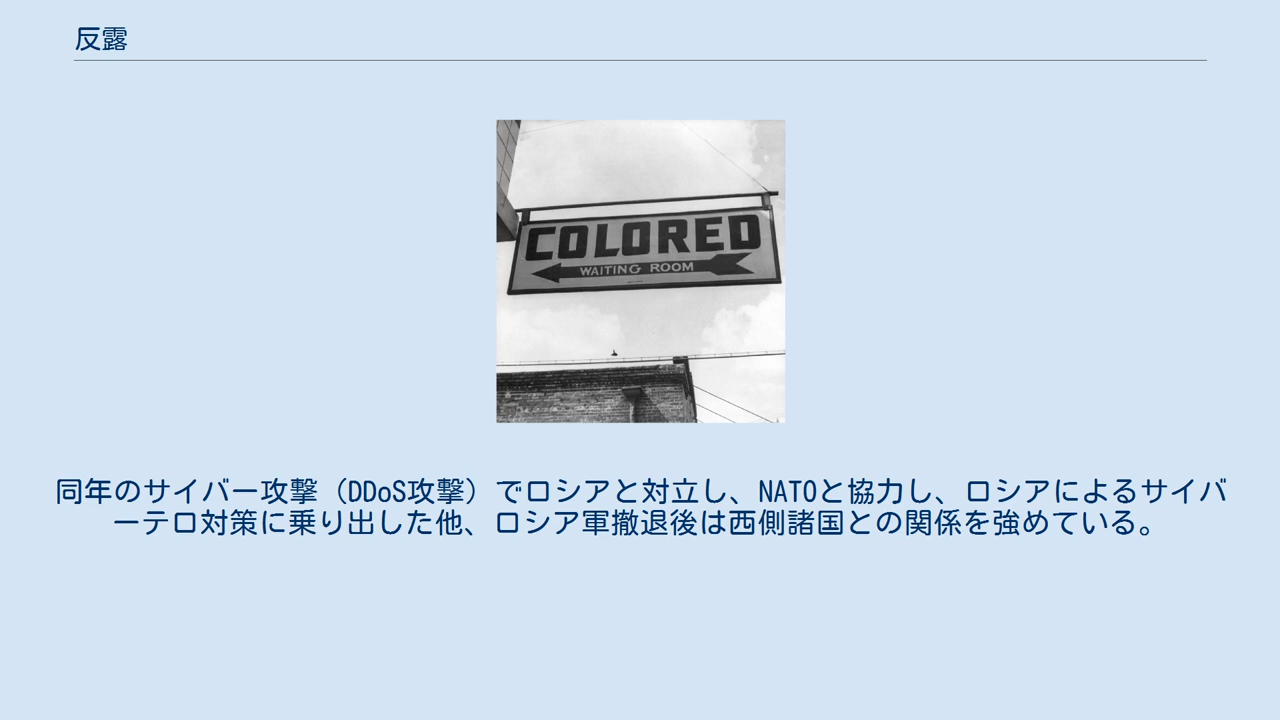 反露
COLORED
WAITING ROOM
同年のサイバー攻撃（DDoS攻撃）でロシアと対立し、NATOと協力し、ロシアによるサイバ
ーテロ対策に乗り出した他、ロシア軍撤退後は西側諸国との関係を強めている。